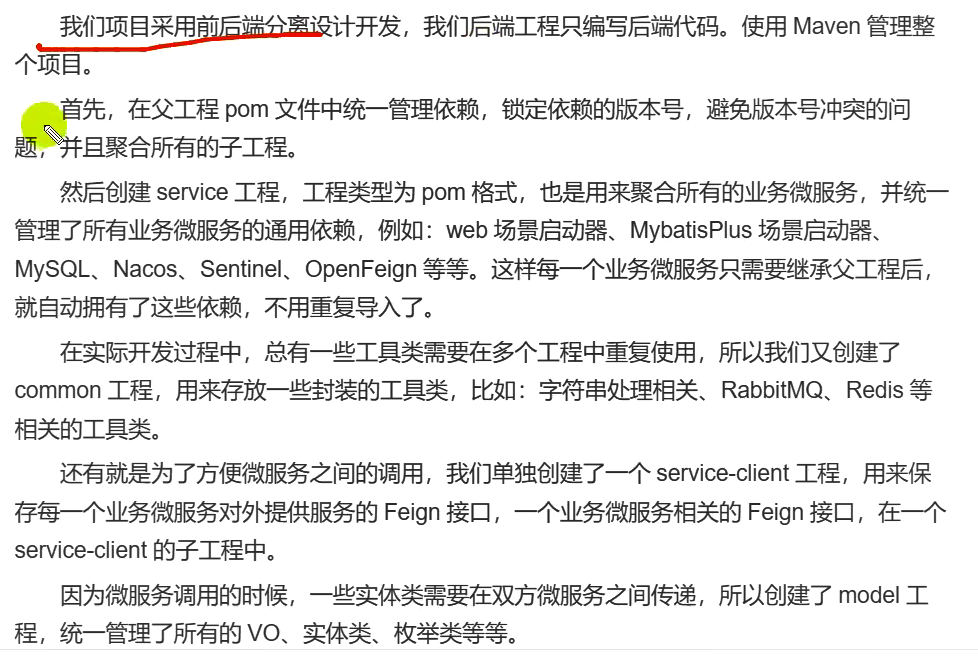 我们项目采用前后端分离设计开发，我们后端工程只编写后端代码。使用 Maven 管理整
个项目。
首先，在父工程 pom 文件中统一管理依赖，锁定依赖的版本号，避免版本号冲突的问
题，并且聚合所有的子工程。
然后创建 service 工程，工程类型为 pom 格式，也是用来聚合所有的业务微服务，并统一
管理了所有业务微服务的通用依赖，例如：web 场景启动器、MybatisPlus 场景启动器、
MySQL、Nacos、Sentinel、OpenFeign 等等。这样每一个业务微服务只需要继承父工程后，
就自动拥有了这些依赖，不用重复导入了。
在实际开发过程中，总有一些工具类需要在多个工程中重复使用，所以我们又创建了
common 工程，用来存放一些封装的工具类，比如：字符串处理相关、RabbitMQ、Redis 等
相关的工具类。
还有就是为了方便微服务之间的调用，我们单独创建了一个 service-client 工程，用来保
存每一个业务微服务对外提供服务的 Feign 接口，一个业务微服务相关的 Feign 接口，在一个
service-client 的子工程中。
因为微服务调用的时候，一些实体类需要在双方微服务之间传递，所以创建了 model 工
程，统一管理了所有的 VO、实体类、枚举类等等。